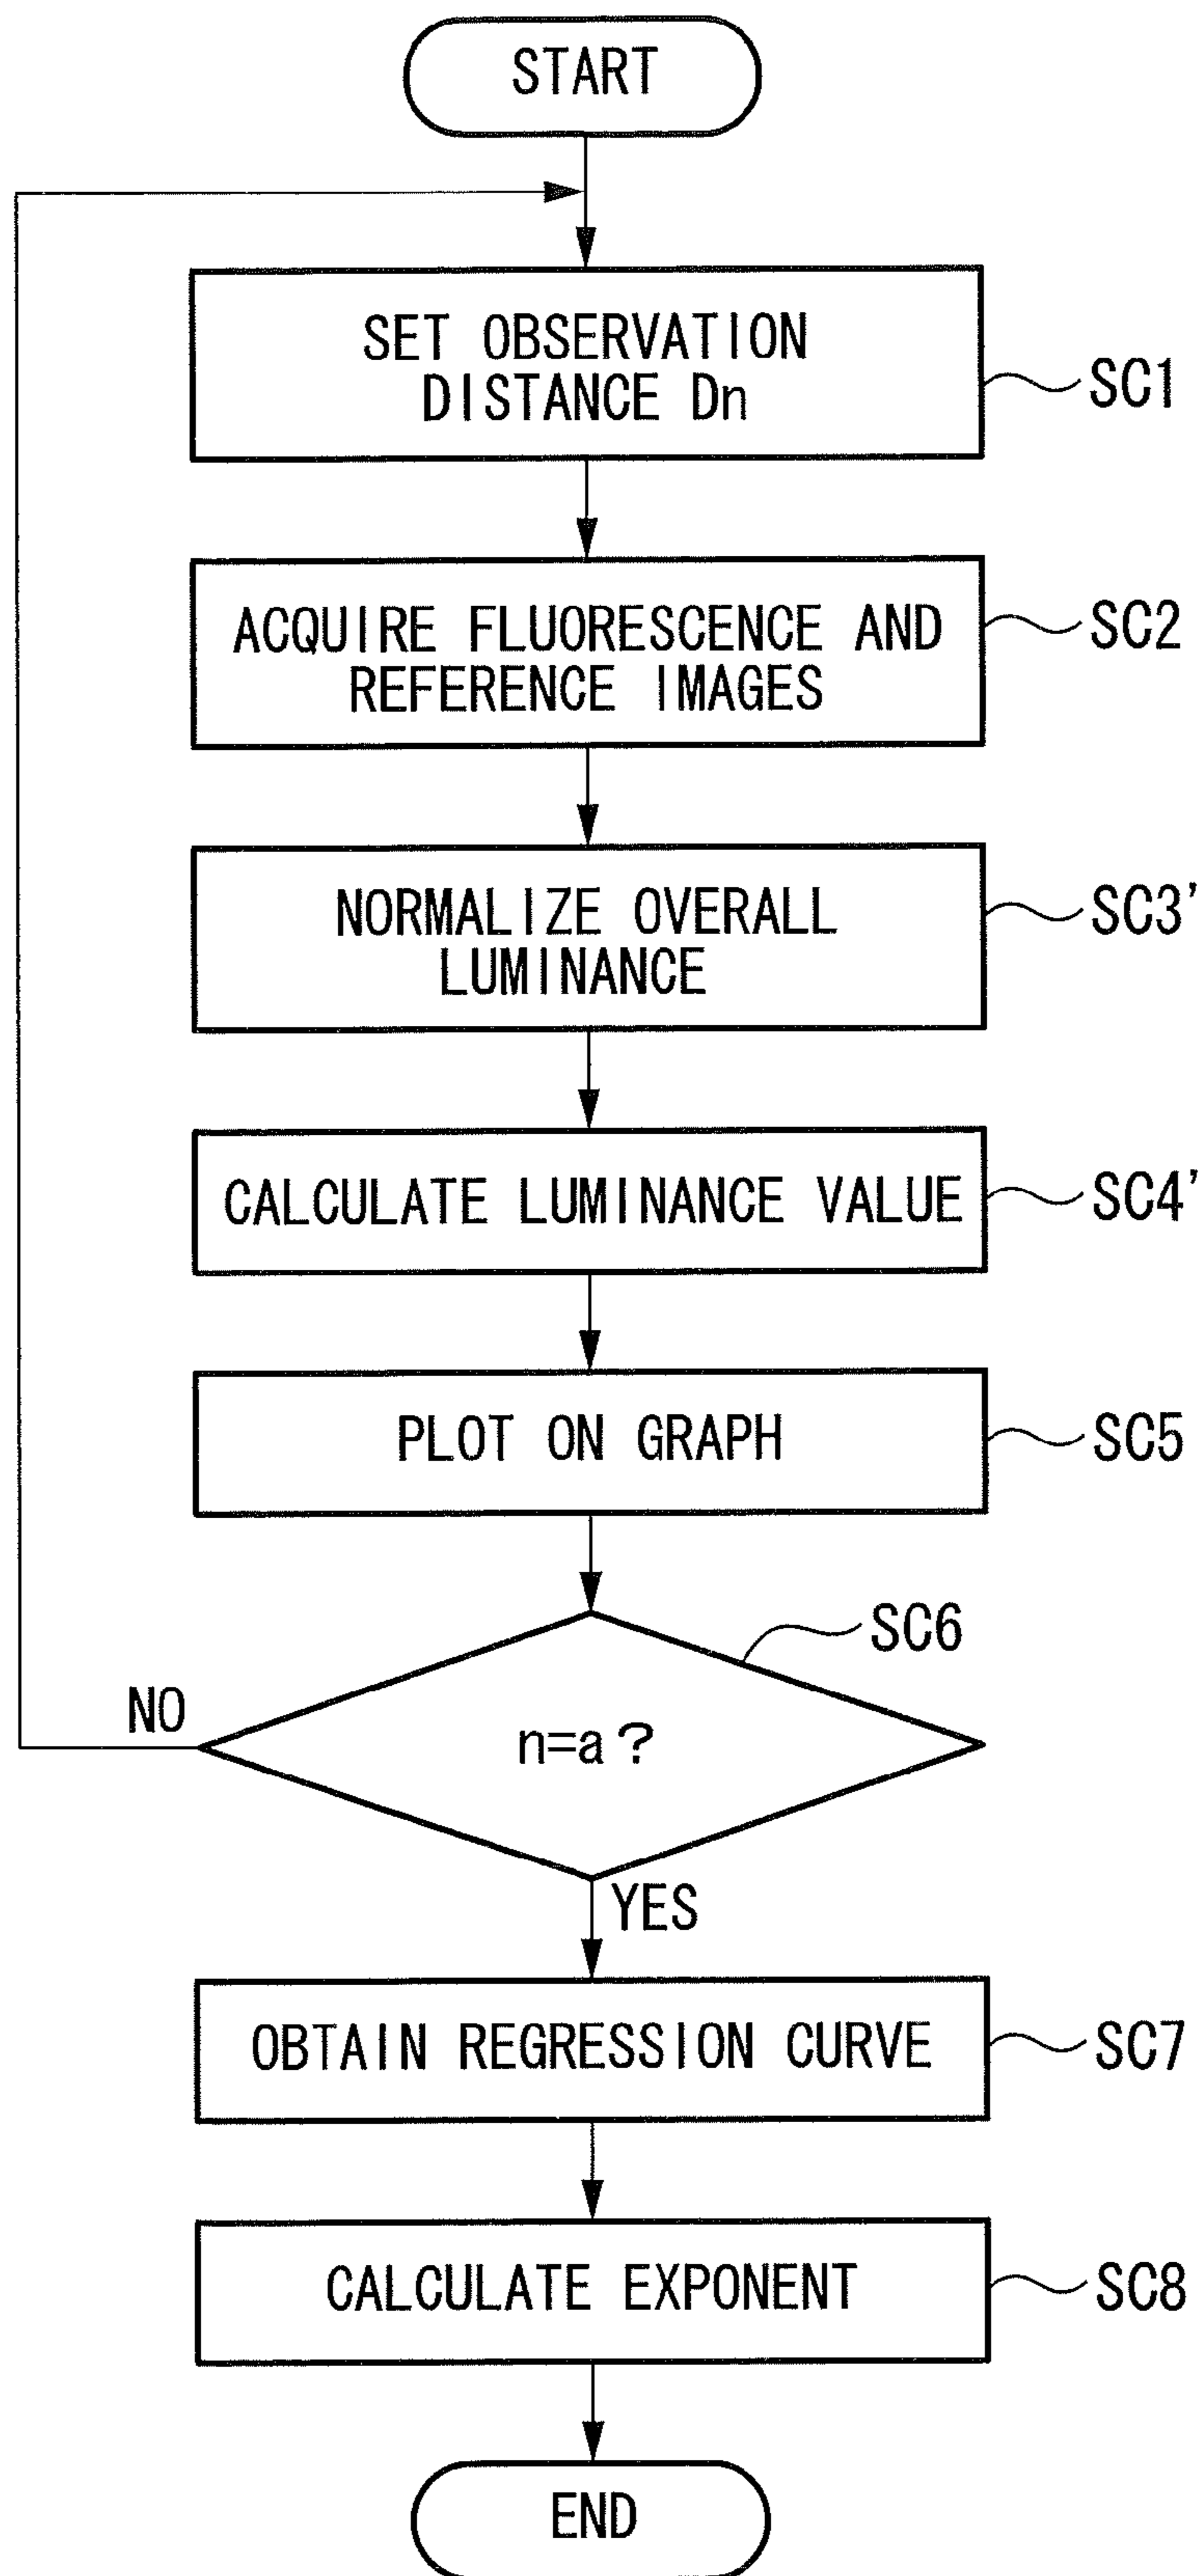 START
SET OBSERVATION
DISTANCE Dn
SC1
ACQUIRE FLUORESCENCE AND
REFERENCE IMAGES
SC2
NORMALIZE OVERALL
LUMINANCE
SC3'
CALCULATE LUMINANCE VALUE
SC4'
PLOT ON GRAPH
SC5
SC6
n=a?
NO
YES
OBTAIN REGRESSION CURVE
SC7
CALCULATE EXPONENT
SC8
END